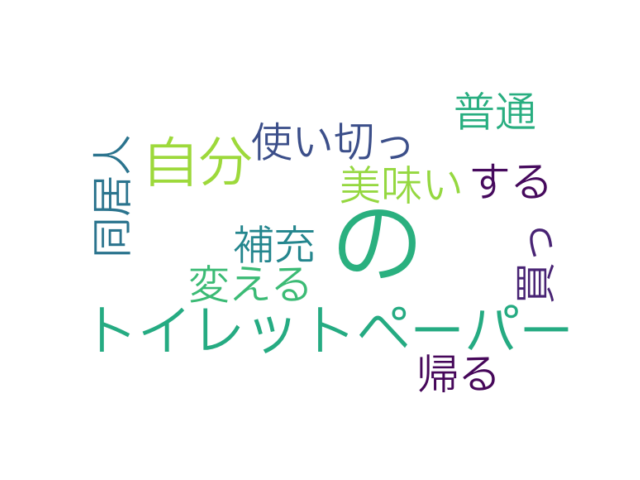 普通
使い切っ
自分
同居人
美味い
する
の
補充
買っ
変える
トイレットペーパー
帰る